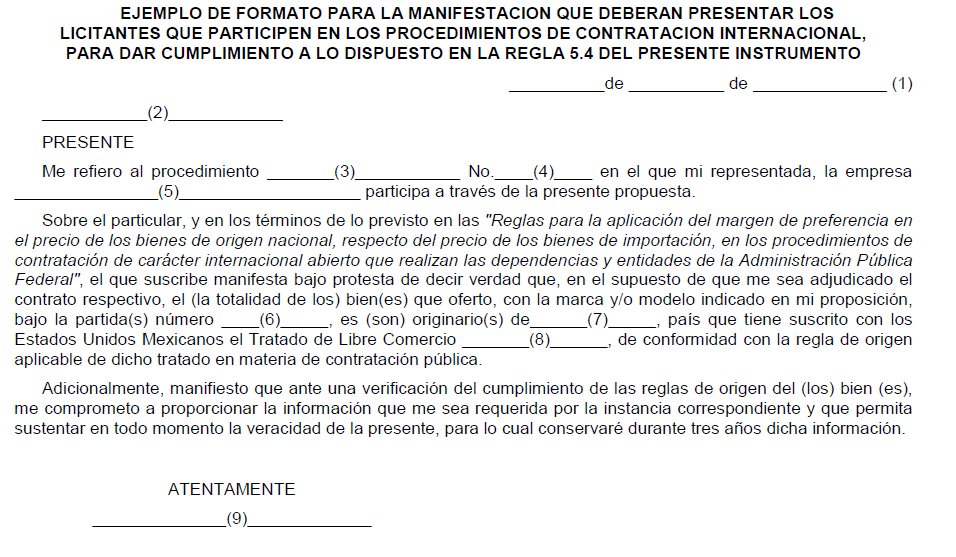 EJEMPLO DE FORMATO PARA LA MANIFESTACION QUE DEBERAN PRESENTAR LOS
LICITANTES QUE PARTICIPEN EN LOS PROCEDIMIENTOS DE CONTRATACION INTERNACIONAL,
PARA DAR CUMPLIMIENTO A LO DISPUESTO EN LA REGLA 5.4 DEL PRESENTE INSTRUMENTO
__________de __________ de ______________ (1)
___________(2)____________
PRESENTE
Me refiero al procedimiento _______(3)___________ No.____(4)____ en el que mi representada, la empresa
_______________(5)___________________ participa a través de la presente propuesta.
Sobre el particular, y en los términos de lo previsto en las "Reglas para la aplicación del margen de preferencia en
el precio de los bienes de origen nacional, respecto del precio de los bienes de importación, en los procedimientos de
contratación de carácter internacional abierto que realizan las dependencias y entidades de la Administración Pública
Federal", el que suscribe manifesta bajo protesta de decir verdad que, en el supuesto de que me sea adjudicado el
contrato respectivo, el (la totalidad de los) bien(es) que oferto, con la marca y/o modelo indicado en mi proposición,
bajo la partida(s) número ____(6)_____, es (son) originario(s) de______(7)_____, país que tiene suscrito con los
Estados Unidos Mexicanos el Tratado de Libre Comercio _______(8)______, de conformidad con la regla de origen
aplicable de dicho tratado en materia de contratación pública.
Adicionalmente, manifiesto que ante una verificación del cumplimiento de las reglas de origen del (los) bien (es),
me comprometo a proporcionar la información que me sea requerida por la instancia correspondiente y que permita
sustentar en todo momento la veracidad de la presente, para lo cual conservaré durante tres años dicha información.
ATENTAMENTE
______________(9)_____________